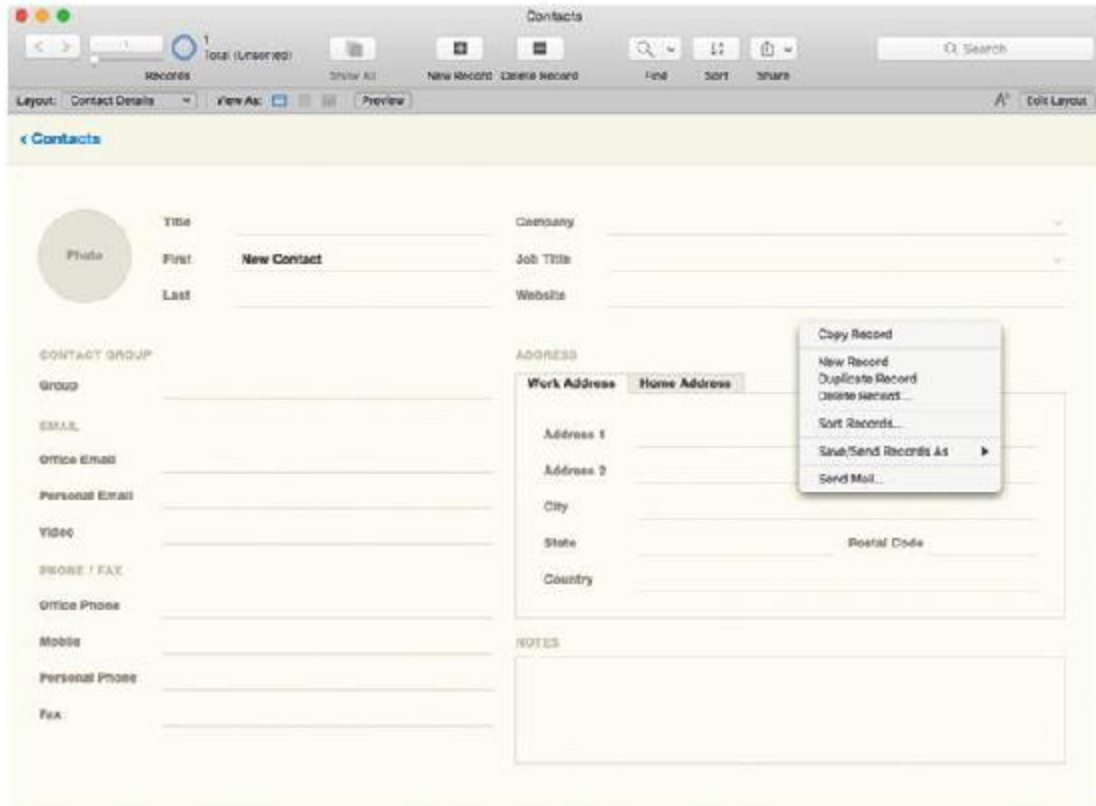 Contacts
1
1
Total (Unsorted)
Search
Records
Show All
New Record
Delete Record
Find
Sort
Share
Layout: Contact Details
View As:
Preview
Edit Layout
Contacts
Photo
Title
First New Contact
Last
Company
Job Title
Website
CONTACT GROUP
Group
EMAIL
Office Email
Personal Email
Video
PHONE / FAX
Office Phone
Mobile
Personal Phone
Fax
ADDRESS
Work Address Home Address
Address 1
Address 2
City
State Postal Code
Country
NOTES
Copy Record
New Record
Duplicate Record
Delete Record...
Sort Records...
Save/Send Records As
Send Mail...